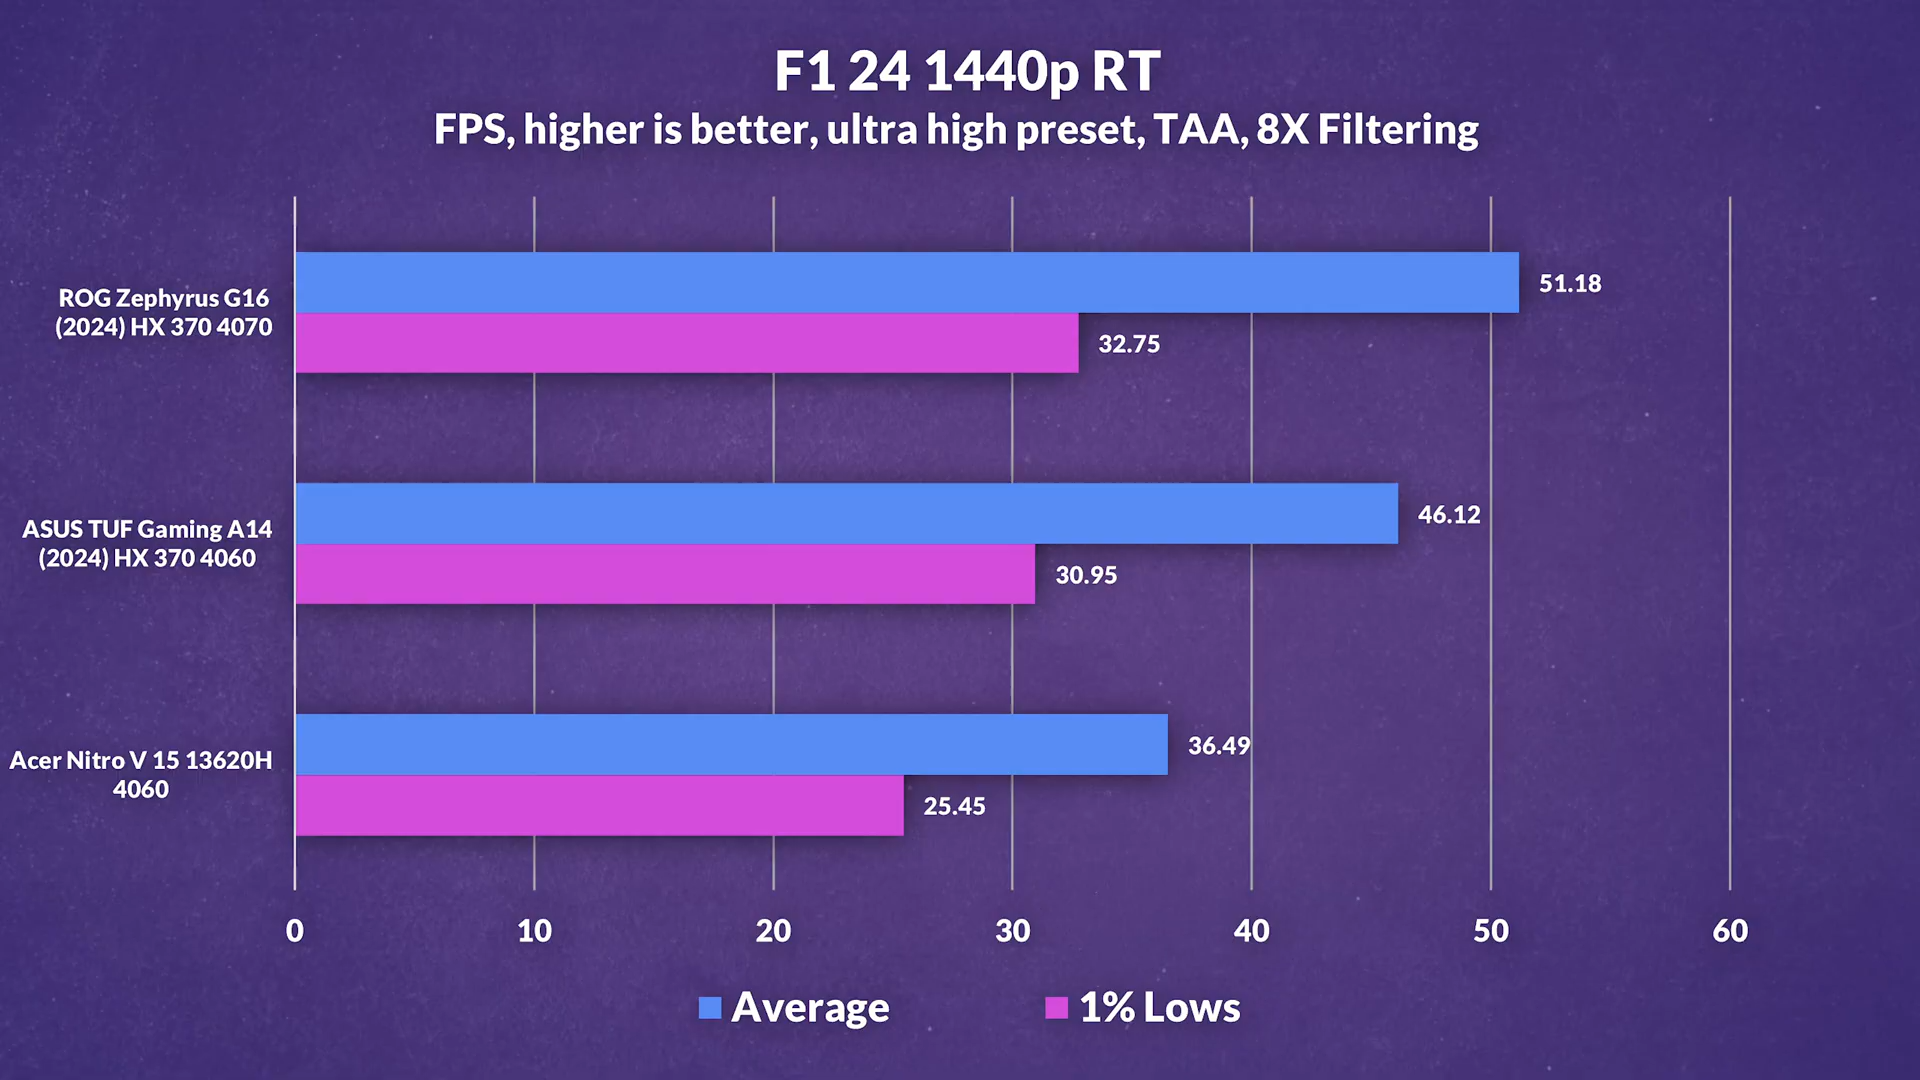 F1 24 1440p RT
FPS, higher is better, ultra high preset, TAA, 8X Filtering
ROG Zephyrus G16
(2024) HX 370 4070
51.18
32.75
ASUS TUF Gaming A14
(2024) HX 370 4060
46.12
30.95
Acer Nitro V 15 13620H
4060
36.49
25.45
0 10 20 30 40 50 60
Average 1% Lows